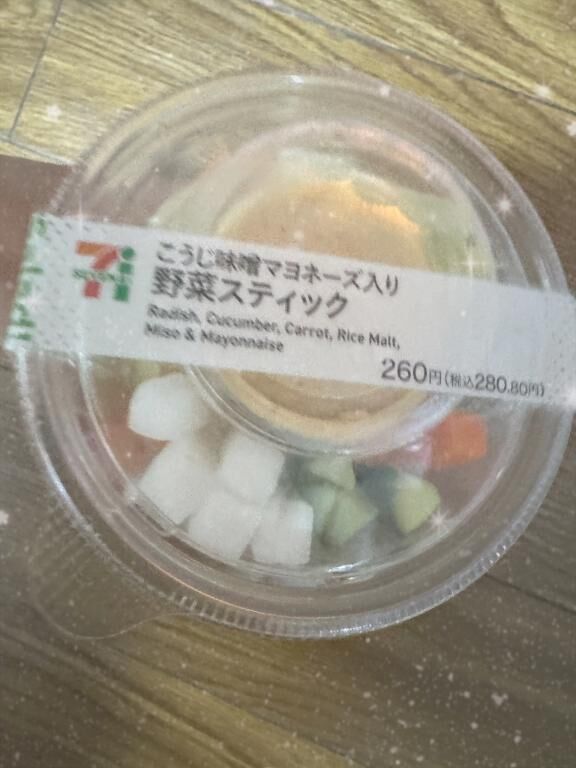 こうじ味噌マヨネーズ入り
野菜スティック
Radish, Cucumber, Carrot, Rice Malt,
Miso & Mayonnaise
260円(税込280.80円)